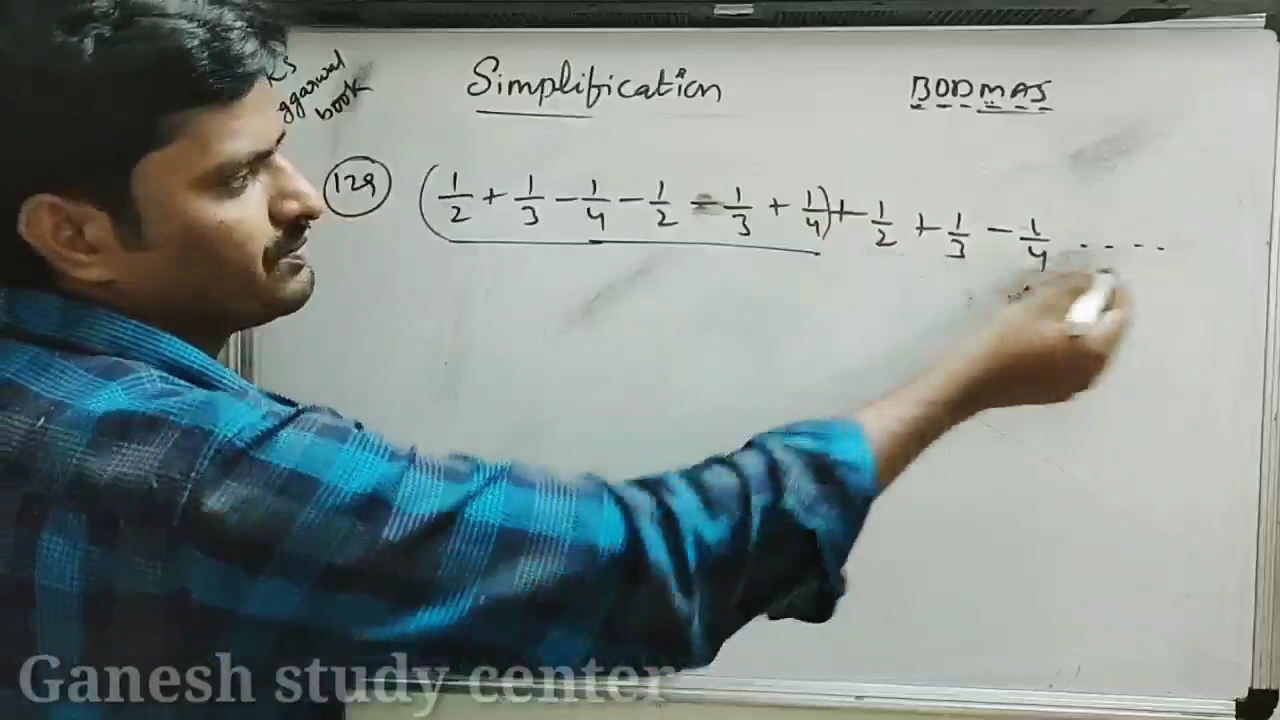 KS
ggarwal
book
Simplification
BODMAS
129 (1/2 + 1/3 - 1/4 - 1/2 - 1/3 + 1/4) + 1/2 + 1/3 - 1/4 .....
Ganesh study center